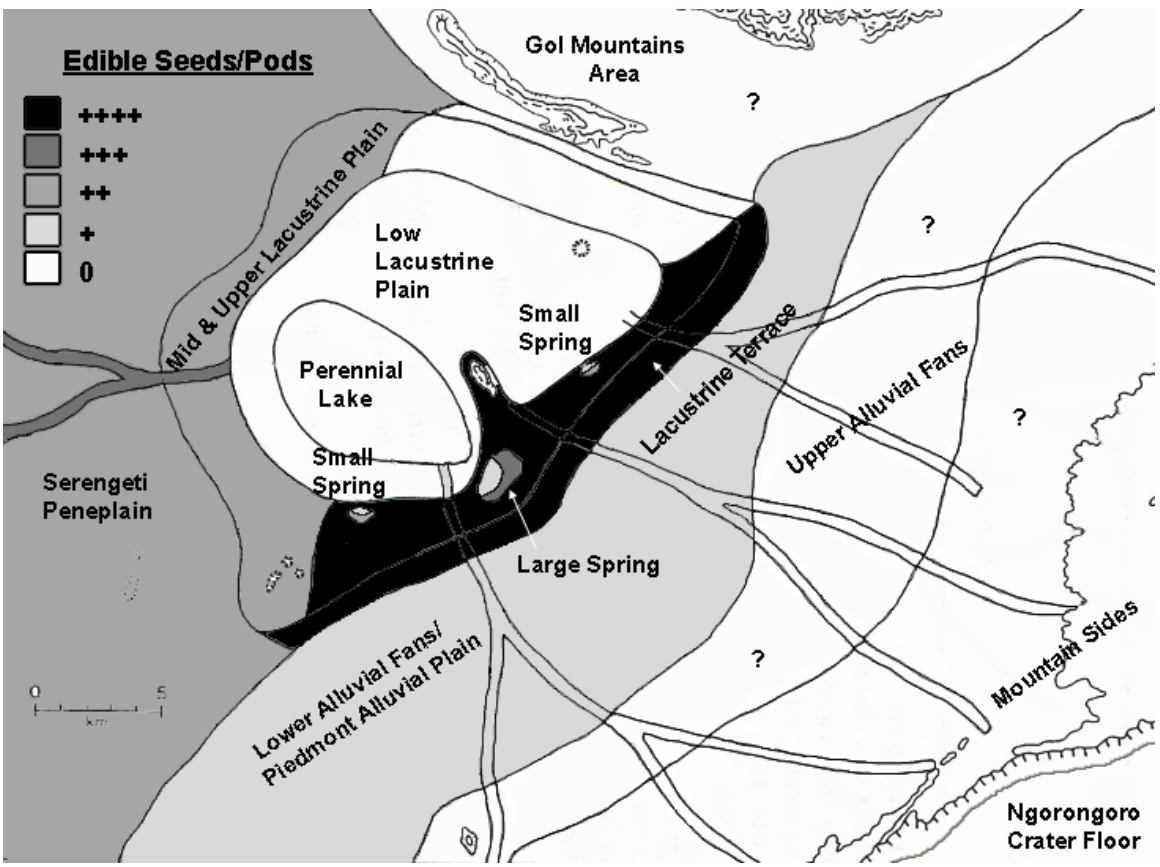 Edible Seeds/Pods
++++
+++
++
+
0
Gol Mountains
Area
?
Mid & Upper Lacustrine Plain
Low
Lacustrine
Plain
?
Small
Spring
Perennial
Lake
Lacustrine Terrace
Upper Alluvial Fans
?
Small
Spring
Serengeti
Peneplain
Large Spring
Lower Alluvial Fans/
Piedmont Alluvial Plain
?
Mountain Sides
0
5
km
Ngorongoro
Crater Floor